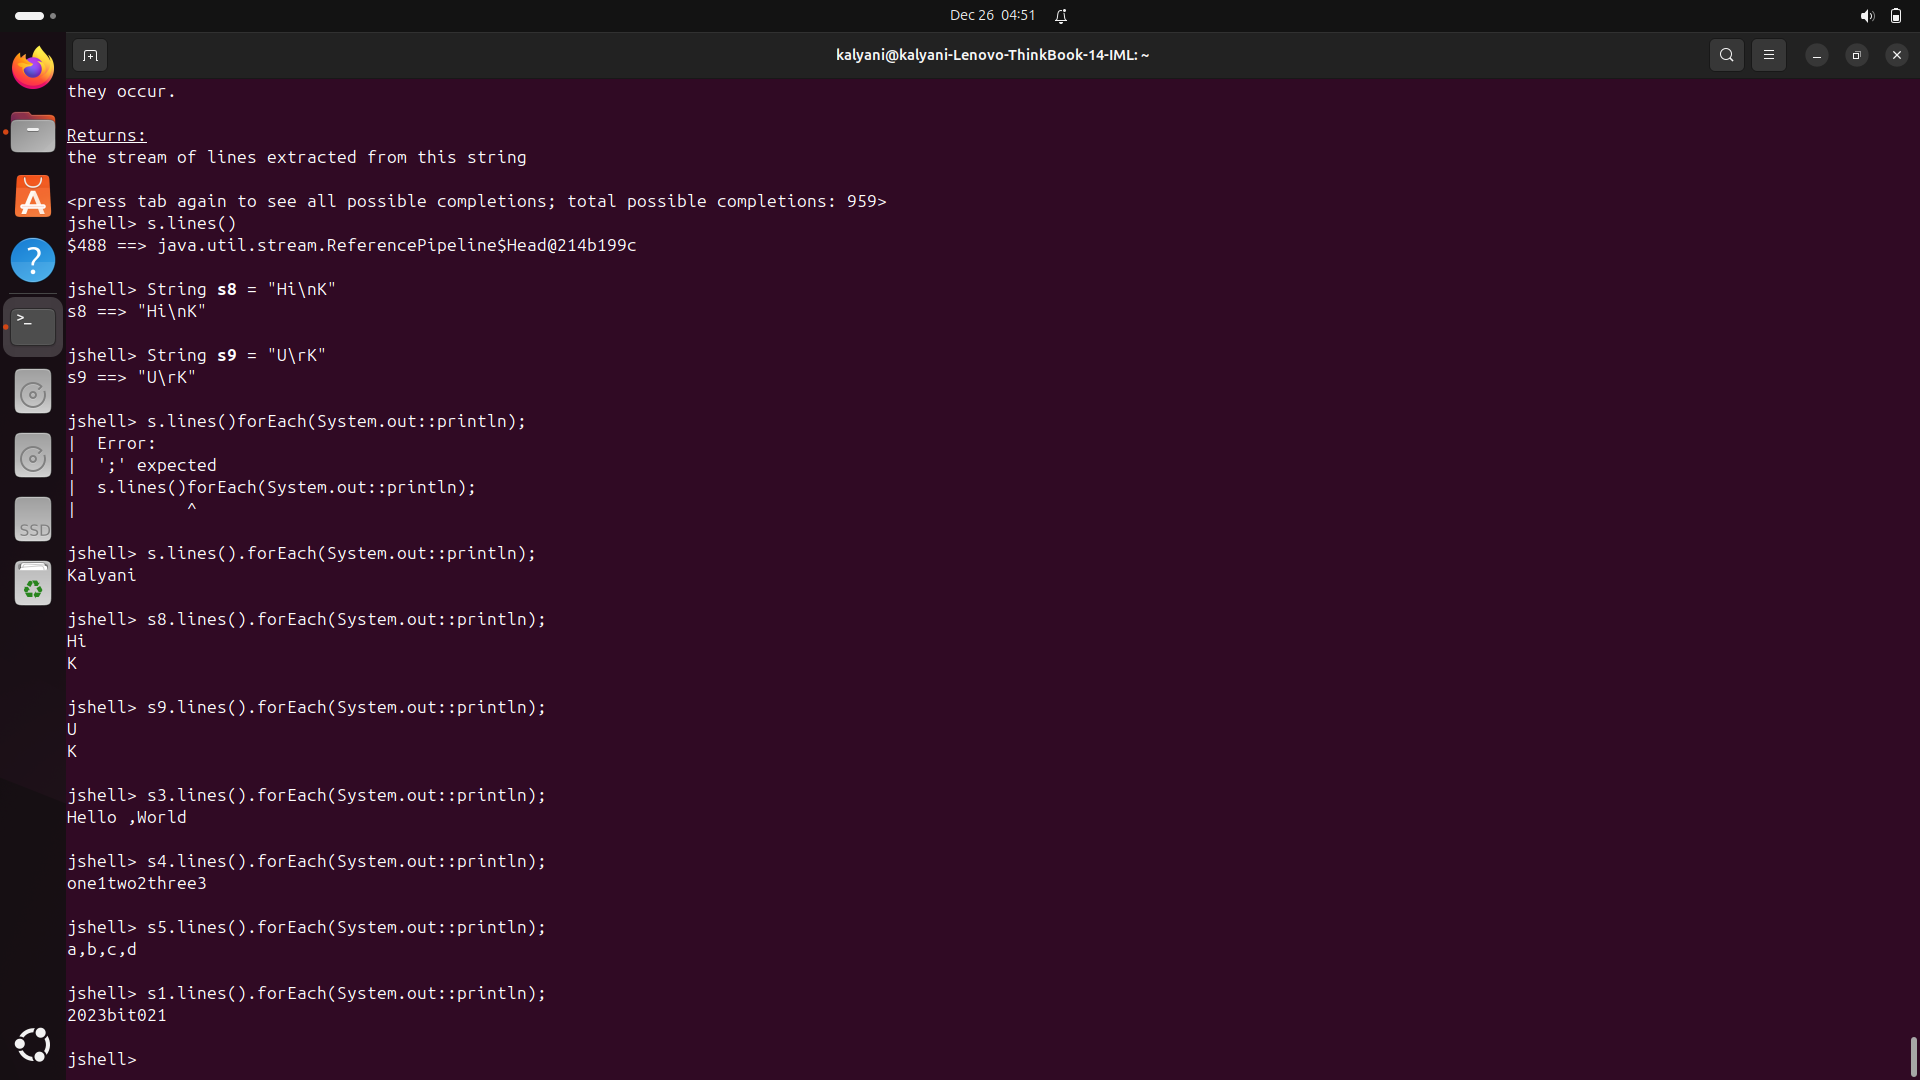 Dec 26 04:51
kalyani@kalyani-Lenovo-ThinkBook-14-IML: ~
they occur.
Returns:
the stream of lines extracted from this string
<press tab again to see all possible completions; total possible completions: 959>
jshell> s.lines()
$488 ==> java.util.stream.ReferencePipeline$Head@214b199c
jshell> String s8 = "Hi\nK"
s8 ==> "Hi\nK"
jshell> String s9 = "U\rK"
s9 ==> "U\rK"
jshell> s.lines()forEach(System.out::println);
|  Error:
|  ';' expected
|  s.lines()forEach(System.out::println);
|           ^
jshell> s.lines().forEach(System.out::println);
Kalyani
jshell> s8.lines().forEach(System.out::println);
Hi
K
jshell> s9.lines().forEach(System.out::println);
U
K
jshell> s3.lines().forEach(System.out::println);
Hello ,World
jshell> s4.lines().forEach(System.out::println);
one1two2three3
jshell> s5.lines().forEach(System.out::println);
a,b,c,d
jshell> s1.lines().forEach(System.out::println);
2023bit021
jshell>
SSD